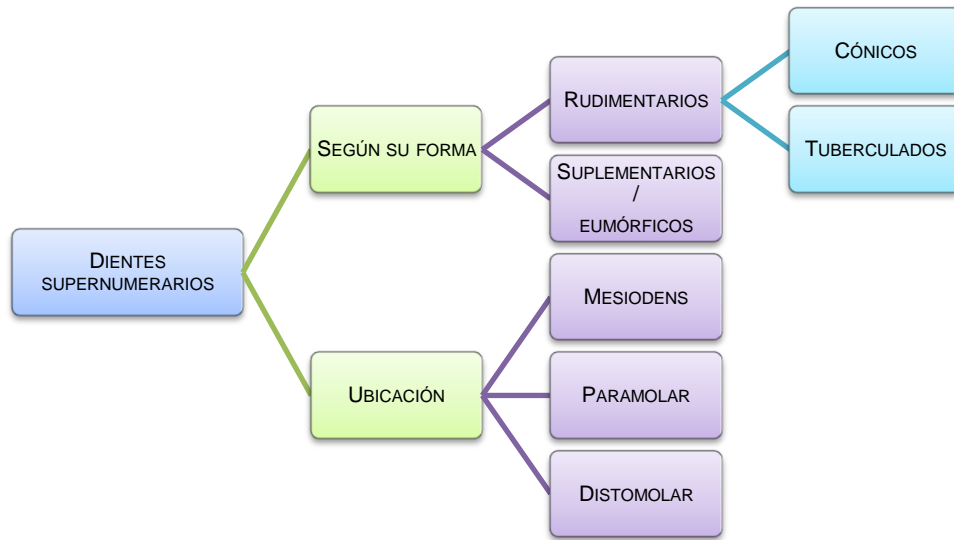 DIENTES
SUPERNUMERARIOS
SEGÚN SU FORMA
RUDIMENTARIOS
CÓNICOS
TUBERCULADOS
SUPLEMENTARIOS
/
EUMÓRFICOS
UBICACIÓN
MESIODENS
PARAMOLAR
DISTOMOLAR